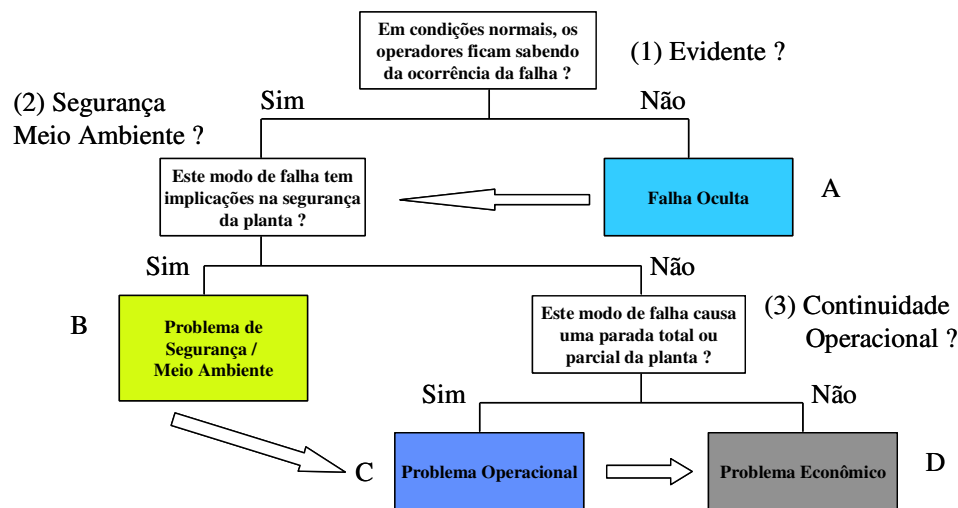 Em condições normais, os
operadores ficam sabendo
da ocorrência da falha ?
(1) Evidente ?
(2) Segurança
Meio Ambiente ?
Sim
Não
Este modo de falha tem
implicações na segurança
da planta ?
Falha Oculta
A
Sim
Não
B
Problema de
Segurança /
Meio Ambiente
Este modo de falha causa
uma parada total ou
parcial da planta ?
(3) Continuidade
Operacional ?
Sim
Não
C
Problema Operacional
Problema Econômico
D